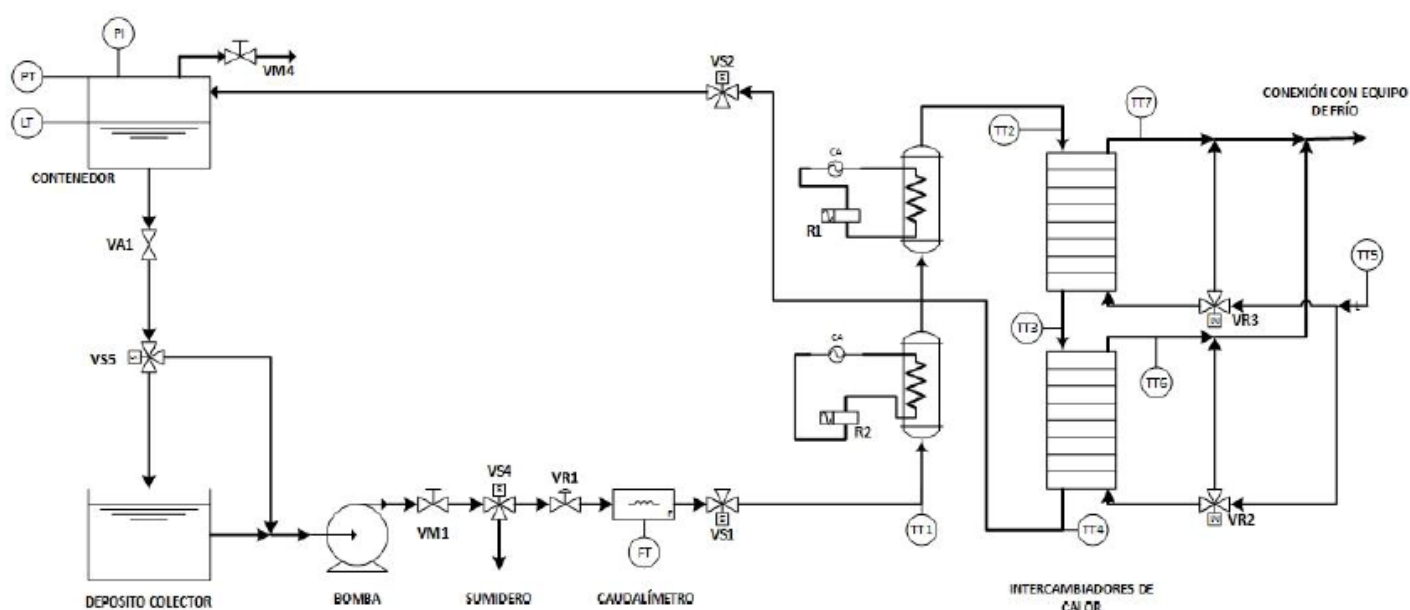 PI
PT
VM4
LT
CONTENEDOR
VS2
CONEXIÓN CON EQUIPO
DE FRÍO
TT2
TT7
CA
R1
VA1
TT5
TT3
VR3
VS5
CA
TT6
R2
VS4
VR1
VM1
VS1
FT
TT1
TT4
VR2
DEPOSITO COLECTOR
BOMBA
SUMIDERO
CAUDALÍMETRO
INTERCAMBIADORES DE
CALOR